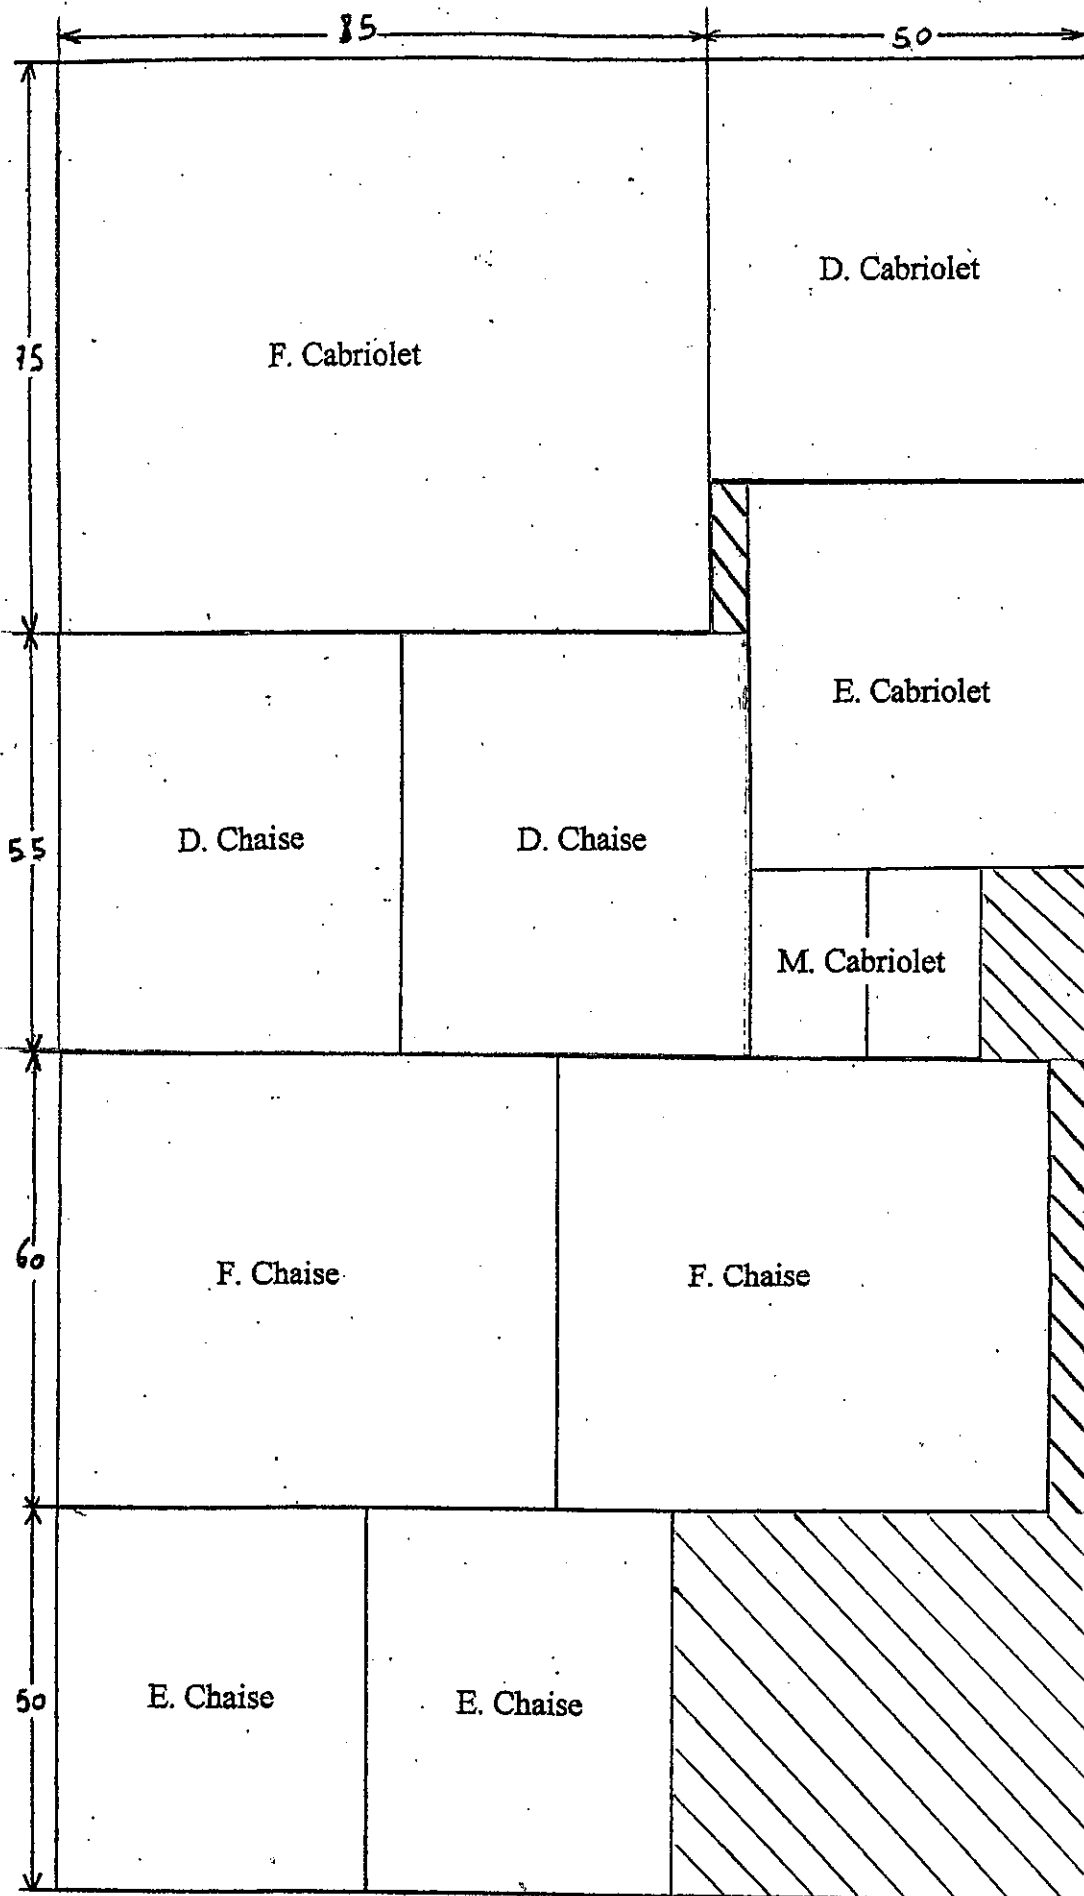 85
50
D. Cabriolet
F. Cabriolet
75
E. Cabriolet
D. Chaise
D. Chaise
55
M. Cabriolet
60
F. Chaise
F. Chaise
50
E. Chaise
E. Chaise